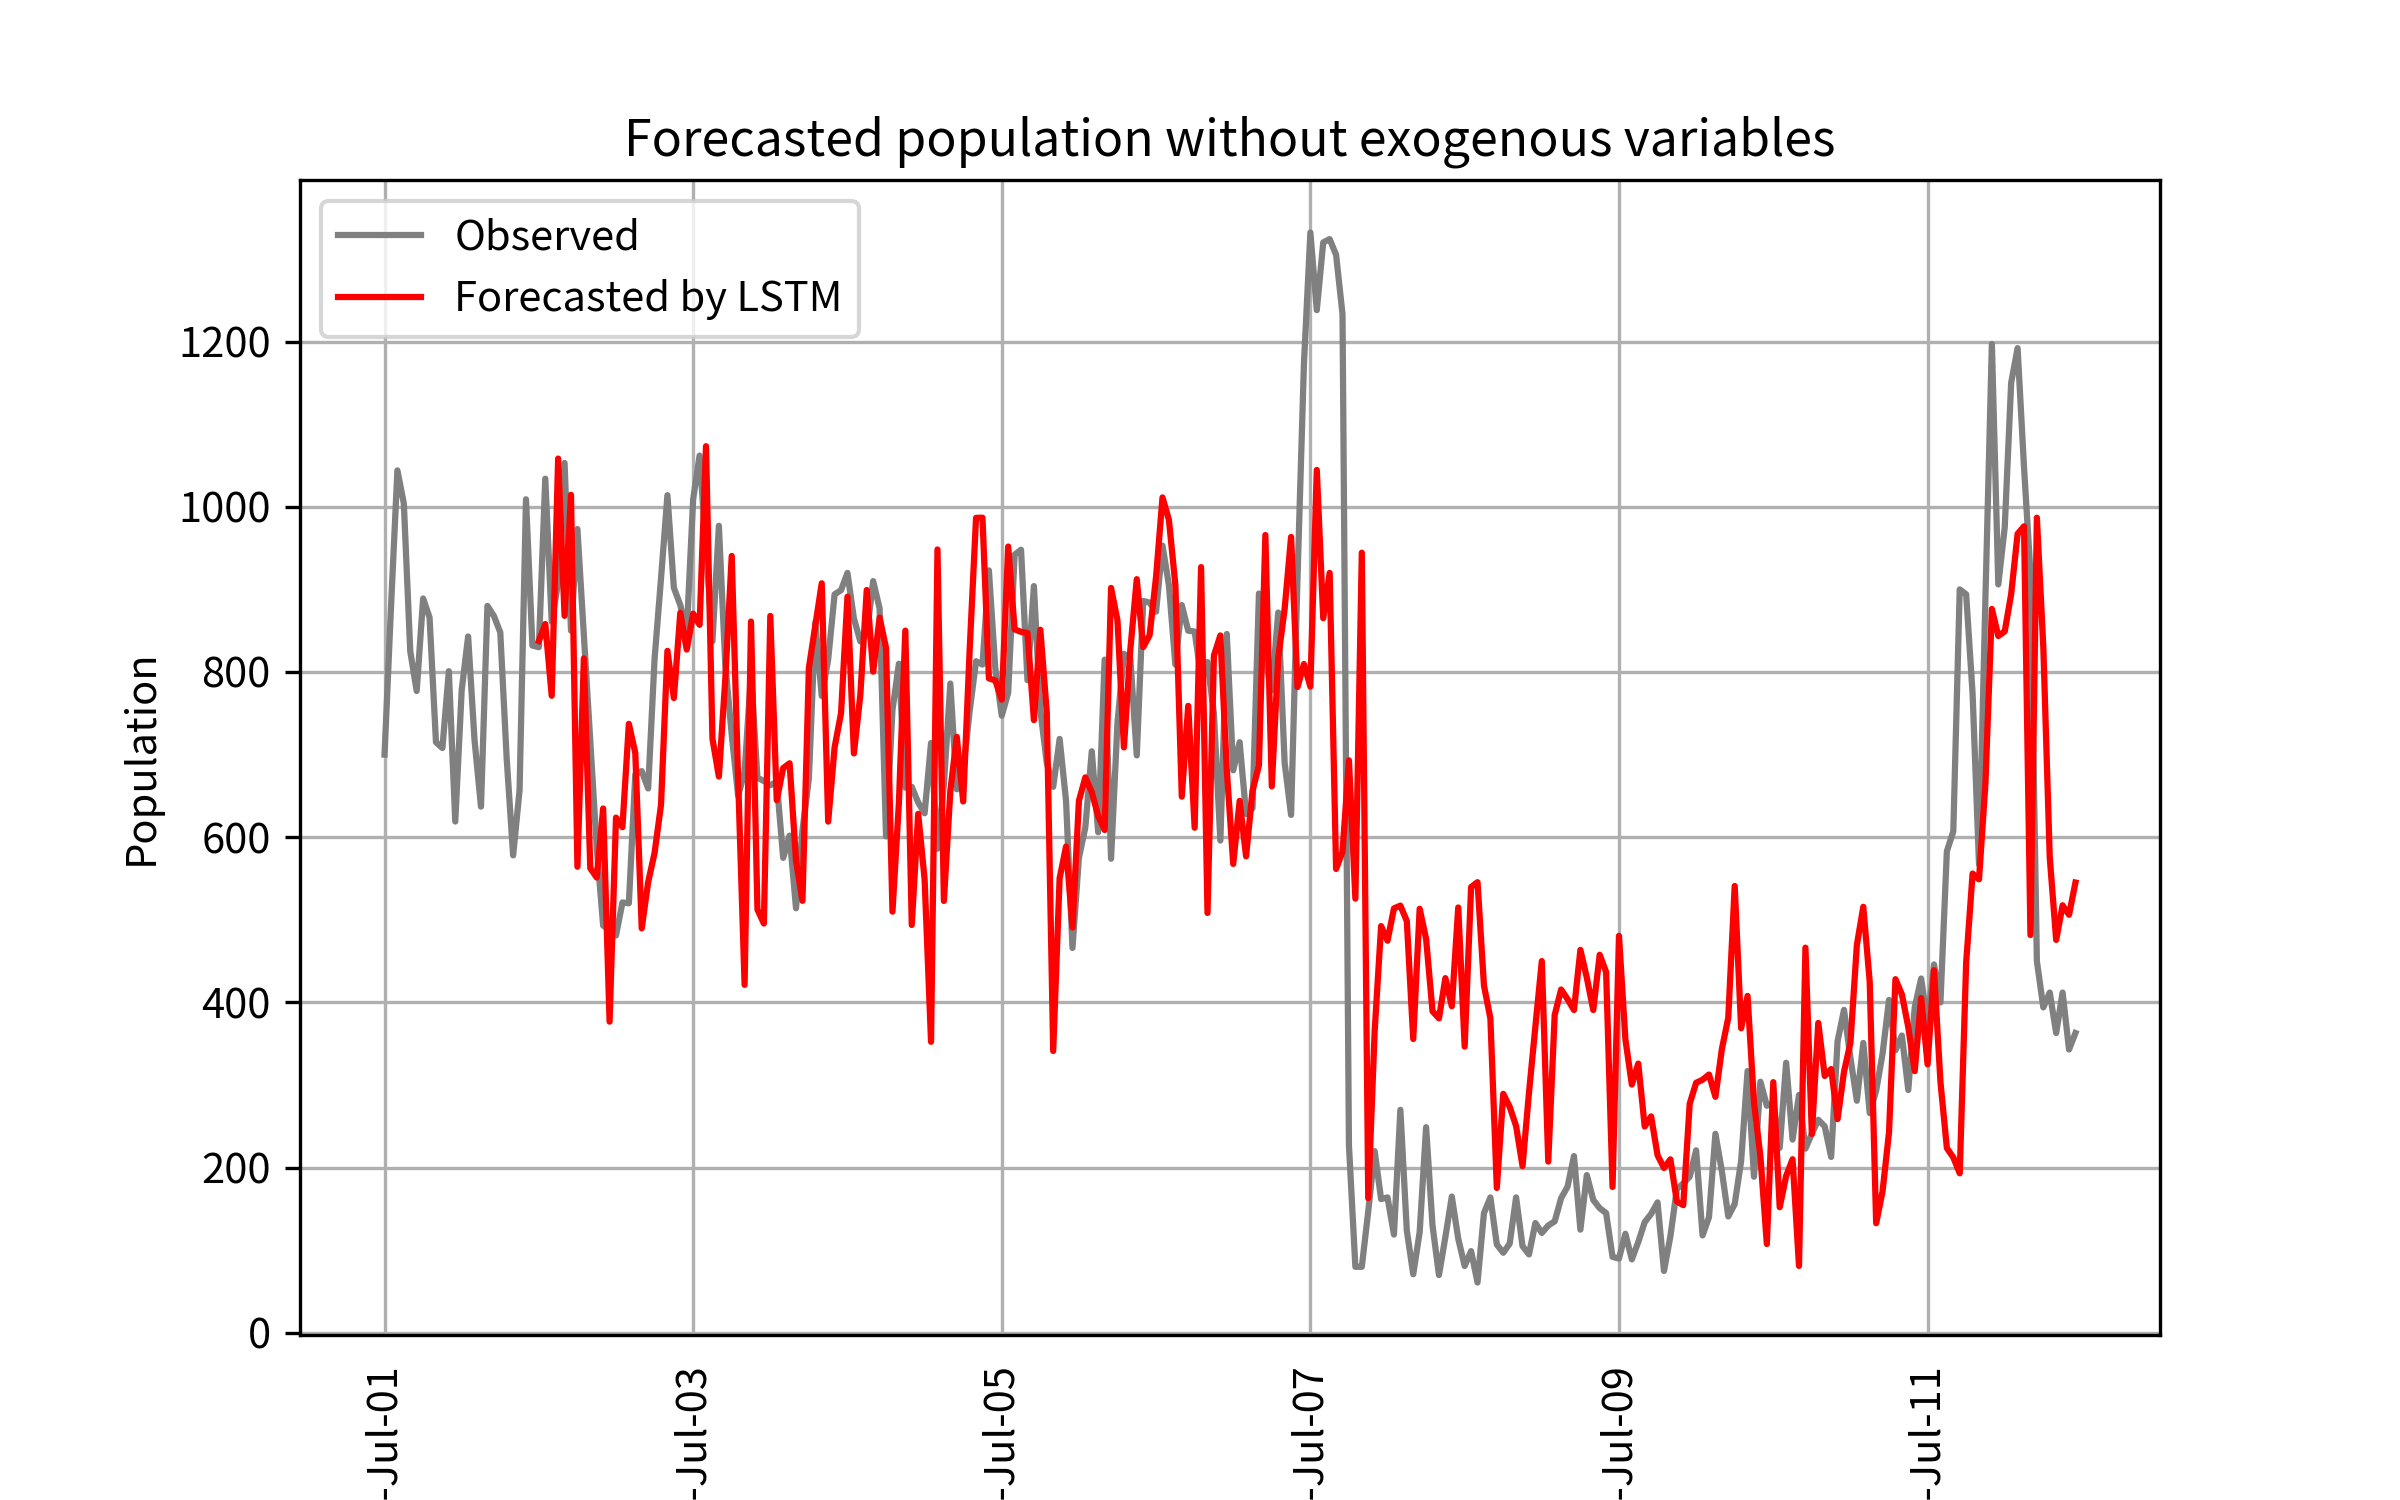 Forecasted population without exogenous variables
Observed
Forecasted by LSTM
Population
1200
1000
800
600
400
200
0
-Jul-01
-Jul-03
-Jul-05
-Jul-07
-Jul-09
-Jul-11